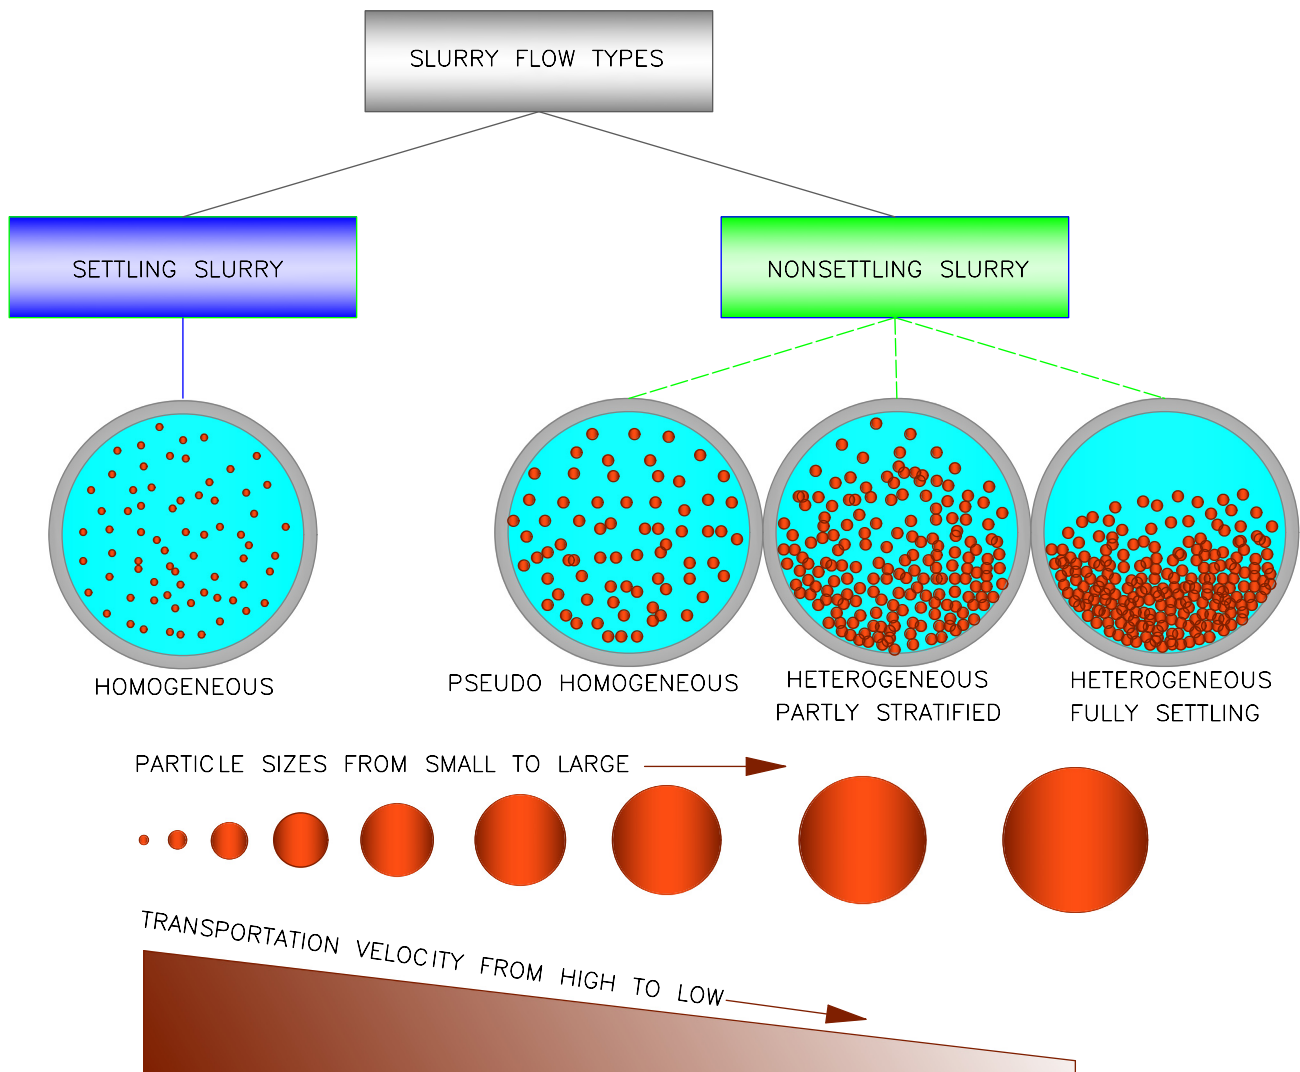 SLURRY FLOW TYPES
SETTLING SLURRY
NONSETTLING SLURRY
HOMOGENEOUS
PSEUDO HOMOGENEOUS
HETEROGENEOUS
PARTLY STRATIFIED
HETEROGENEOUS
FULLY SETTLING
PARTICLE SIZES FROM SMALL TO LARGE
TRANSPORTATION VELOCITY FROM HIGH TO LOW